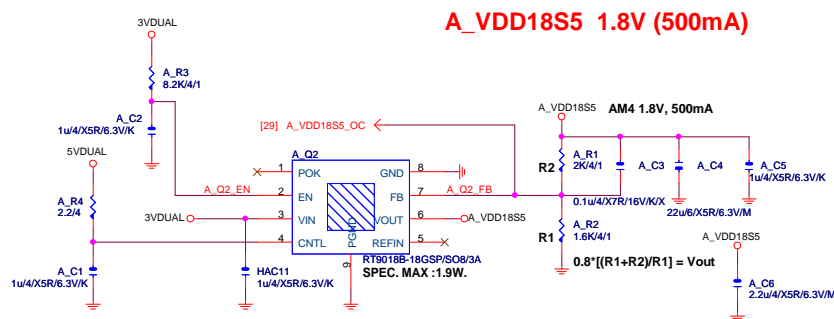 A_VDD18S5 1.8V (500mA)
3VDUAL
A_R3
8.2K/4/1
A_C2
1u/4/X5R/6.3V/K
[29] A_VDD18S5_OC
A_VDD18S5
AM4 1.8V, 500mA
5VDUAL
A_R4
2.2/4
A_Q2_EN
3VDUAL
A_Q2
1
POK
GND
8
2
EN
FB
7
A_Q2_FB
3
VIN
VOUT
6
A_VDD18S5
4
CNTL
REFIN
5
PGND
9
RT9018B-18GSP/SO8/3A
SPEC. MAX :1.9W.
R2
A_R1
2K/4/1
A_C3
0.1u/4/X7R/16V/K/X
A_C4
22u/6/X5R/6.3V/M
A_C5
1u/4/X5R/6.3V/K
R1
A_R2
1.6K/4/1
0.8*[(R1+R2)/R1] = Vout
A_C1
1u/4/X5R/6.3V/K
HAC11
1u/4/X5R/6.3V/K
A_VDD18S5
A_C6
2.2u/4/X5R/6.3V/M